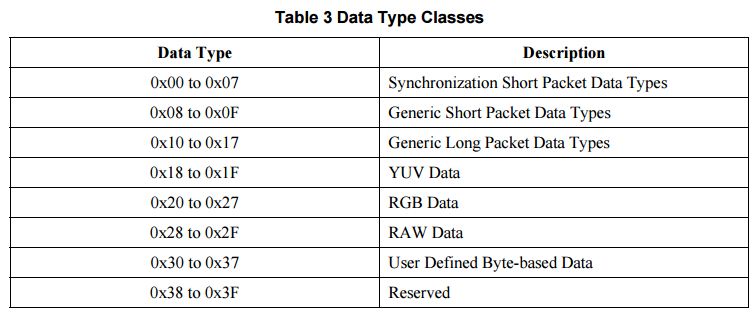 Table 3 Data Type Classes
Data Type Description
0x00 to 0x07 Synchronization Short Packet Data Types
0x08 to 0x0F Generic Short Packet Data Types
0x10 to 0x17 Generic Long Packet Data Types
0x18 to 0x1F YUV Data
0x20 to 0x27 RGB Data
0x28 to 0x2F RAW Data
0x30 to 0x37 User Defined Byte-based Data
0x38 to 0x3F Reserved